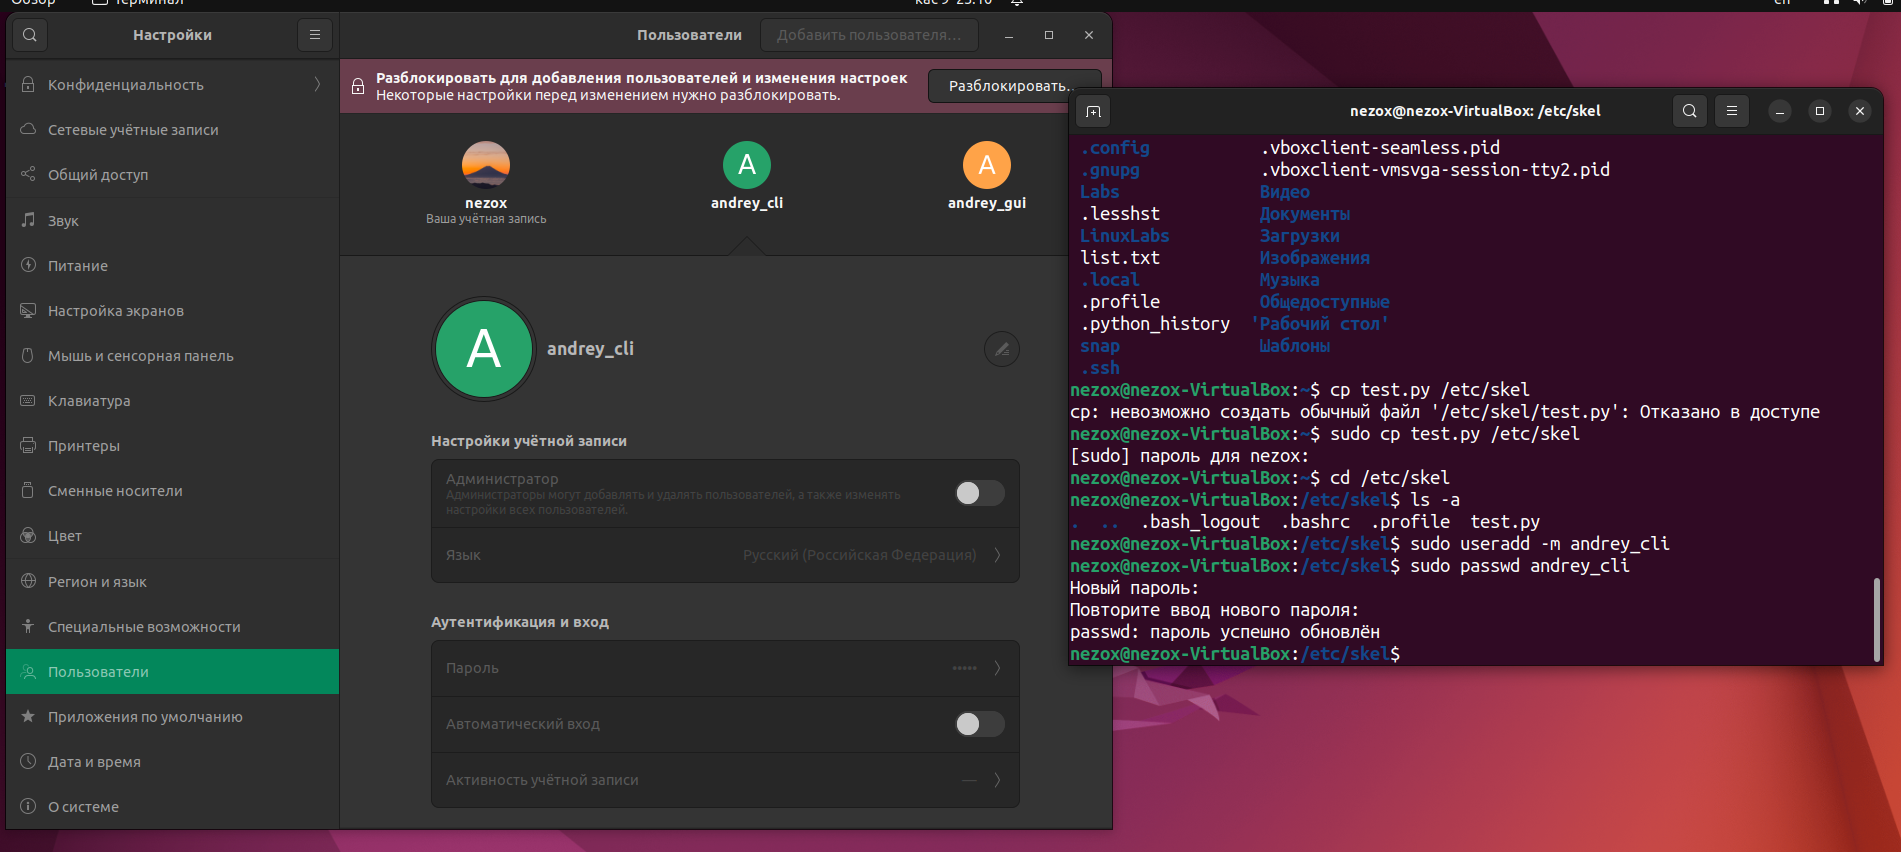 Обзор
Терминал
кас 9 23:10
en
Настройки
Пользователи
Добавить пользователя…
Разблокировать для добавления пользователей и изменения настроек
Некоторые настройки перед изменением нужно разблокировать.
Разблокировать…
Конфиденциальность
Сетевые учётные записи
Общий доступ
Звук
Питание
Настройка экранов
Мышь и сенсорная панель
Клавиатура
Принтеры
Сменные носители
Цвет
Регион и язык
Специальные возможности
Пользователи
Приложения по умолчанию
Дата и время
О системе
nezox
Ваша учётная запись
A
andrey_cli
A
andrey_gui
A
andrey_cli
Настройки учётной записи
Администратор
Администраторы могут добавлять и удалять пользователей, а также изменять
настройки всех пользователей.
Язык
Русский (Российская Федерация)
Аутентификация и вход
Пароль
•••••
Автоматический вход
Активность учётной записи
—
nezox@nezox-VirtualBox: /etc/skel
.config .vboxclient-seamless.pid
.gnupg .vboxclient-vmsvga-session-tty2.pid
Labs Видео
.lesshst Документы
LinuxLabs Загрузки
list.txt Изображения
.local Музыка
.profile Общедоступные
.python_history 'Рабочий стол'
snap Шаблоны
.ssh
nezox@nezox-VirtualBox:~$ cp test.py /etc/skel
cp: невозможно создать обычный файл '/etc/skel/test.py': Отказано в доступе
nezox@nezox-VirtualBox:~$ sudo cp test.py /etc/skel
[sudo] пароль для nezox:
nezox@nezox-VirtualBox:~$ cd /etc/skel
nezox@nezox-VirtualBox:/etc/skel$ ls -a
. .. .bash_logout .bashrc .profile test.py
nezox@nezox-VirtualBox:/etc/skel$ sudo useradd -m andrey_cli
nezox@nezox-VirtualBox:/etc/skel$ sudo passwd andrey_cli
Новый пароль:
Повторите ввод нового пароля:
passwd: пароль успешно обновлён
nezox@nezox-VirtualBox:/etc/skel$